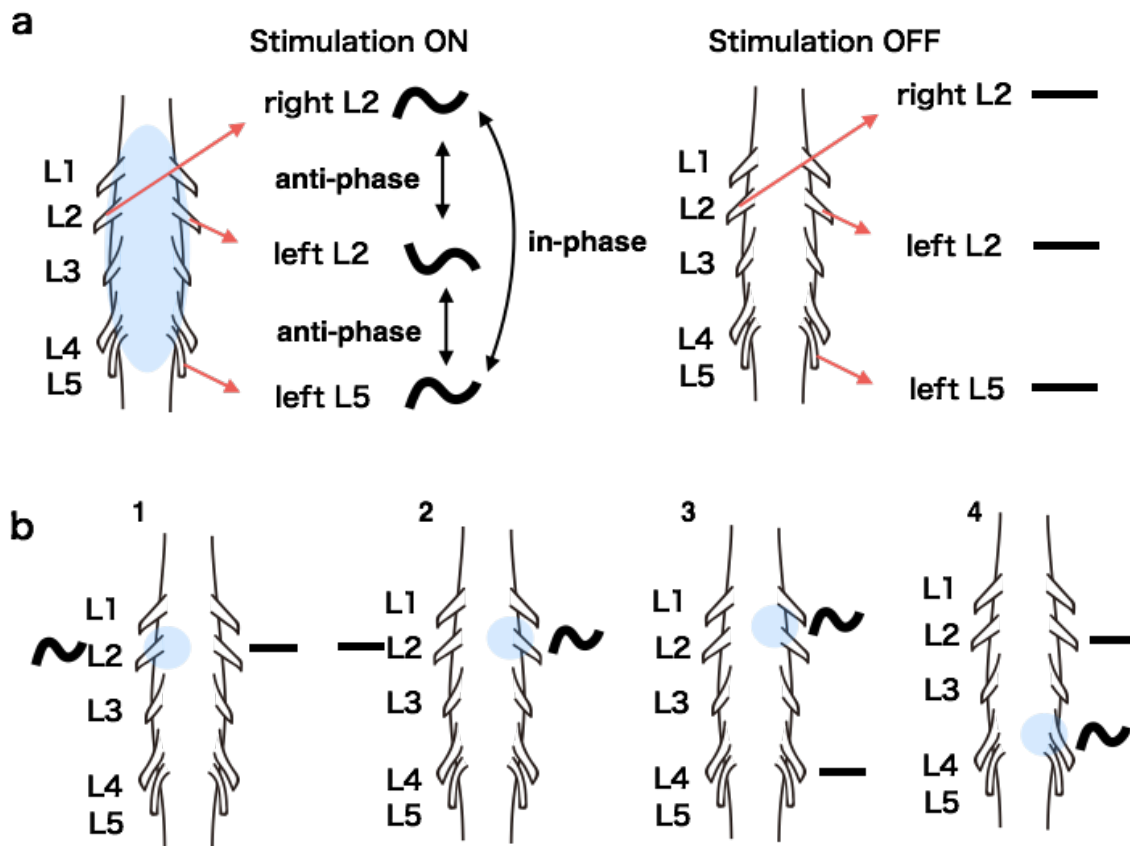 a
Stimulation ON
Stimulation OFF
right L2
right L2
L1
L1
anti-phase
L2
L2
left L2
in-phase
left L2
L3
L3
anti-phase
L4
L4
L5
left L5
L5
left L5
b
1
2
3
4
L1
L2
L3
L4
L5
L1
L2
L3
L4
L5
L1
L2
L3
L4
L5
L1
L2
L3
L4
L5